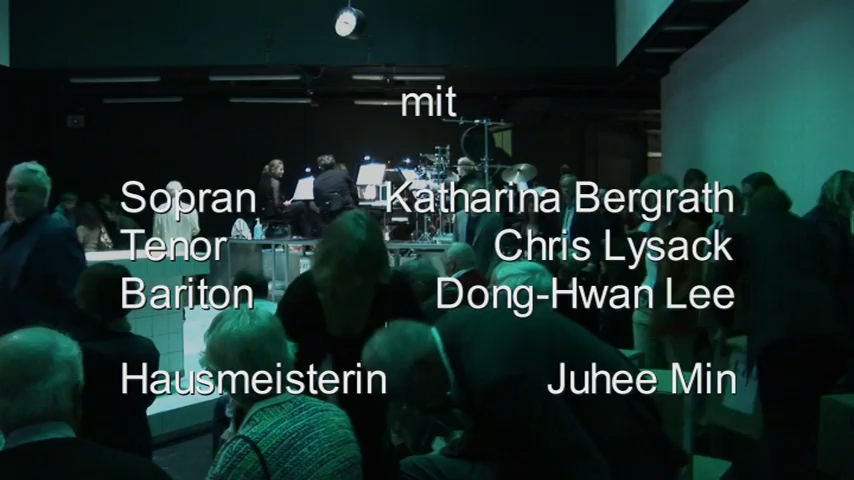 mit
Sopran Katharina Bergrath
Tenor Chris Lysack
Bariton Dong-Hwan Lee
Hausmeisterin Juhee Min